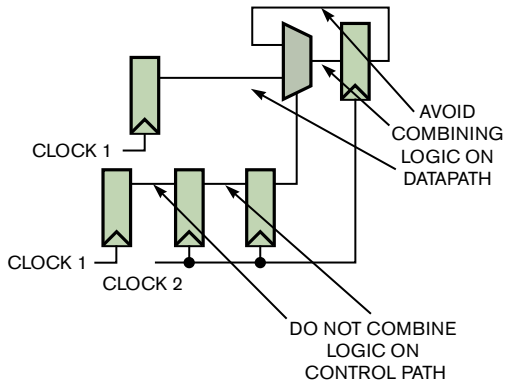 AVOID
COMBINING
LOGIC ON
DATAPATH
CLOCK 1
CLOCK 1
CLOCK 2
DO NOT COMBINE
LOGIC ON
CONTROL PATH